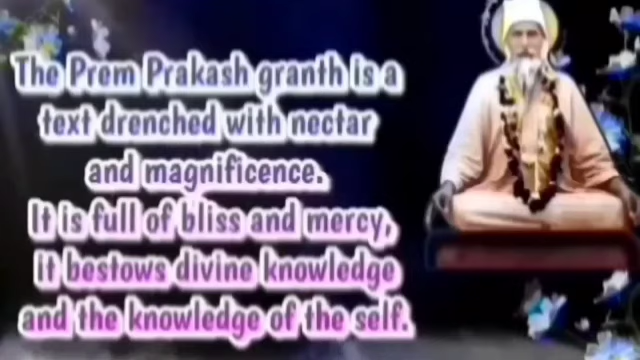 The Prem Prakash granth is a
text drenched with nectar
and magnificence.
It is full of bliss and mercy,
it bestows divine knowledge
and the knowledge of the self.